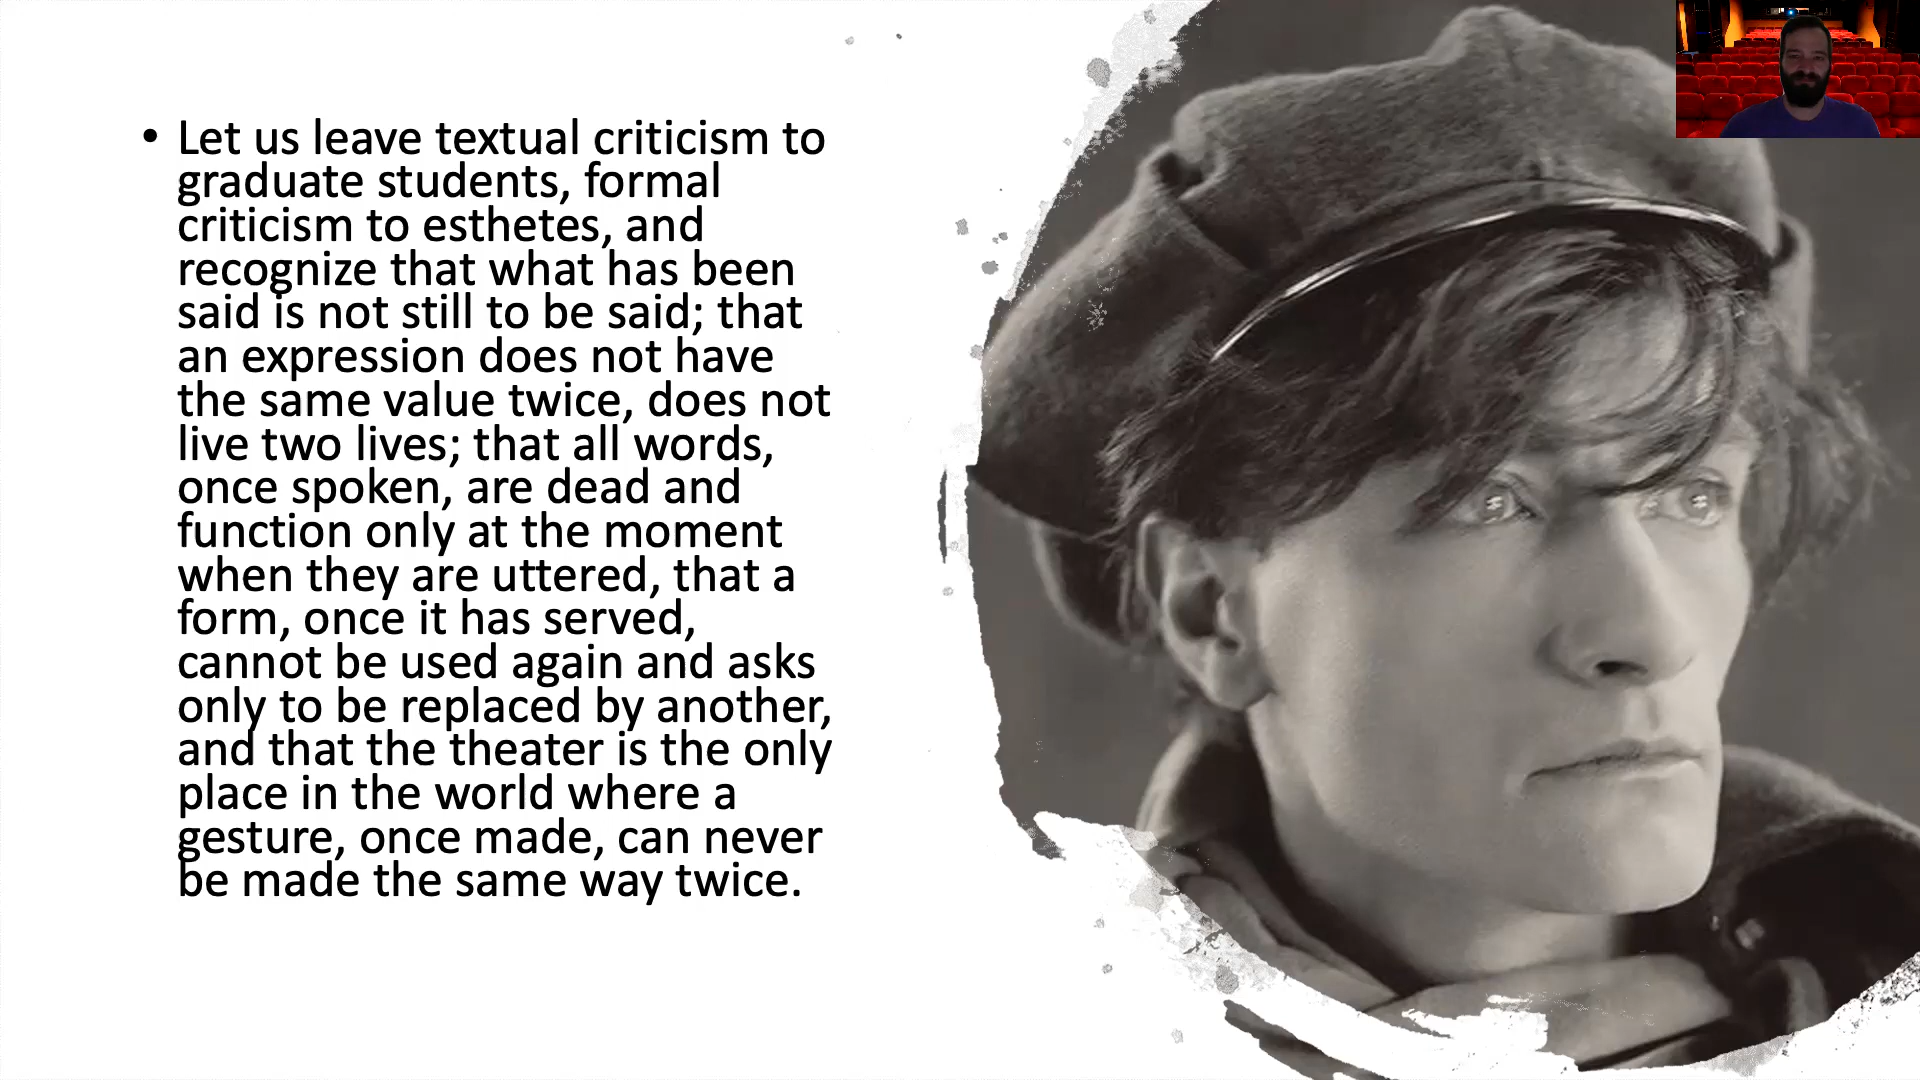 • Let us leave textual criticism to
graduate students, formal
criticism to esthetes, and
recognize that what has been
said is not still to be said; that
an expression does not have
the same value twice, does not
live two lives; that all words,
once spoken, are dead and
function only at the moment
when they are uttered, that a
form, once it has served,
cannot be used again and asks
only to be replaced by another,
and that the theater is the only
place in the world where a
gesture, once made, can never
be made the same way twice.